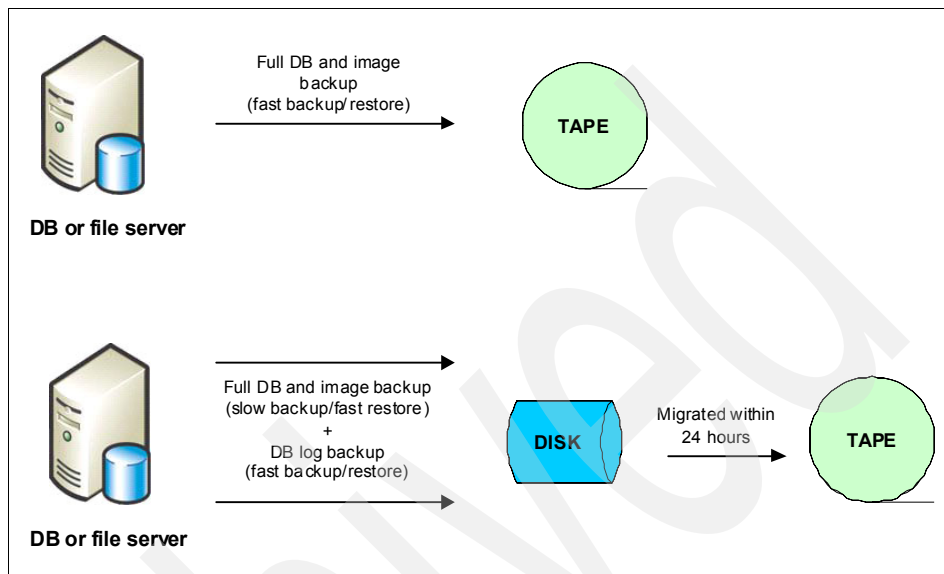 Full DB and image
backup
(fast backup/restore)
TAPE
DB or file server
Full DB and image backup
(slow backup/fast restore)
+
DB log backup
(fast backup/restore)
DISK
Migrated within
24 hours
TAPE
DB or file server